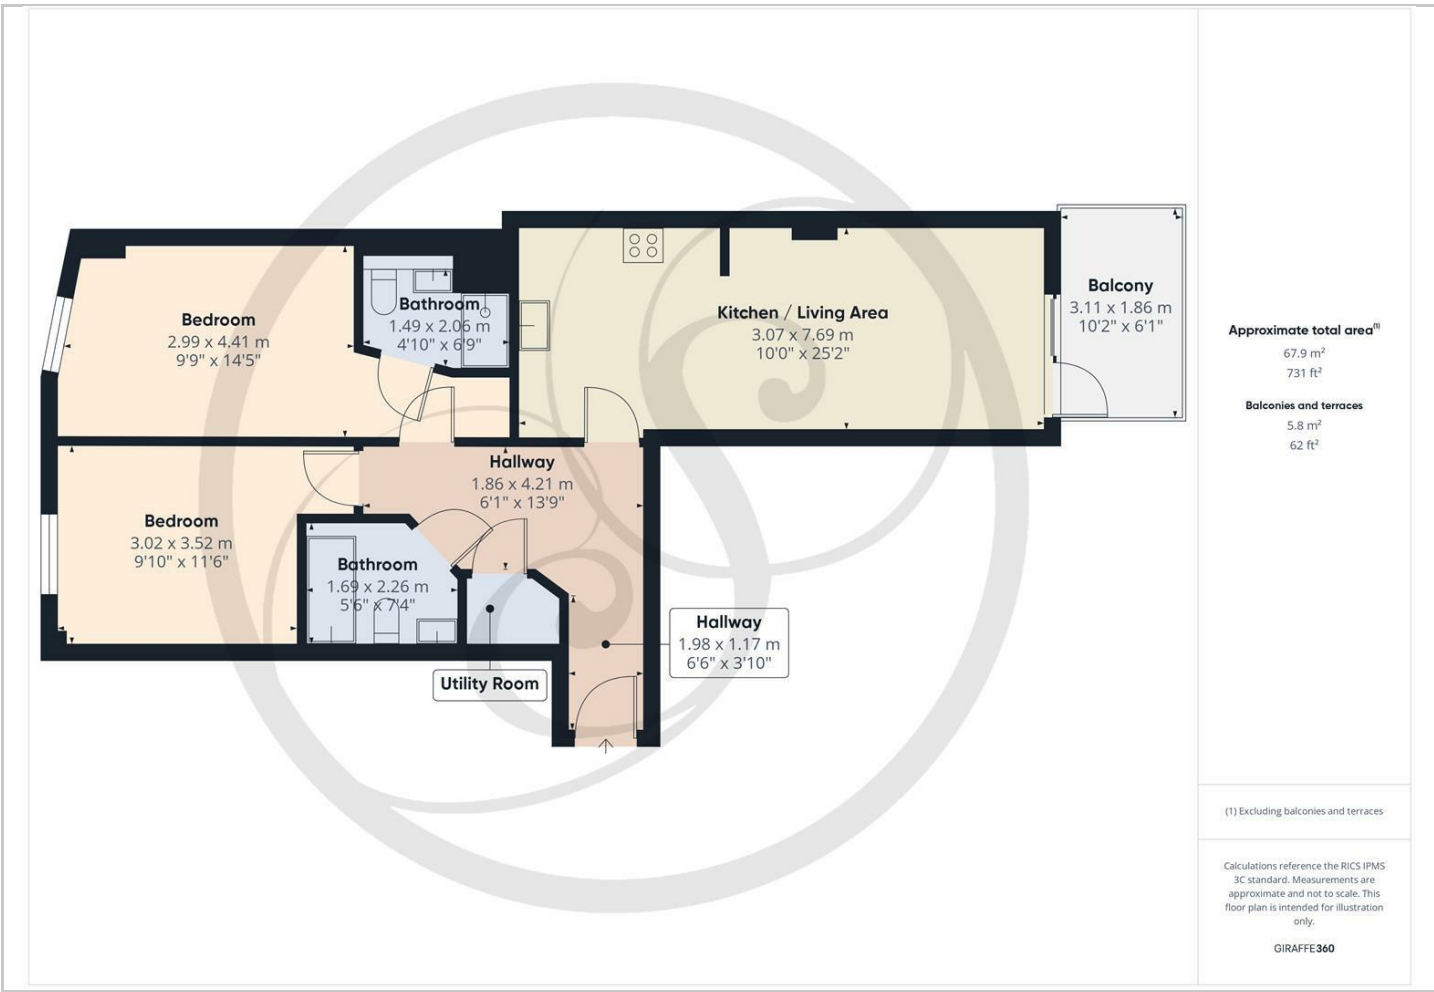 Bedroom
2.99 x 4.41 m
9'9" x 14'5"
Bathroom
1.49 x 2.06 m
4'10" x 6'9"
Kitchen / Living Area
3.07 x 7.69 m
10'0" x 25'2"
Balcony
3.11 x 1.86 m
10'2" x 6'1"
Hallway
1.86 x 4.21 m
6'1" x 13'9"
Bedroom
3.02 x 3.52 m
9'10" x 11'6"
Bathroom
1.69 x 2.26 m
5'6" x 7'4"
Hallway
1.98 x 1.17 m
6'6" x 3'10"
Utility Room
Approximate total area⁽¹⁾
67.9 m²
731 ft²
Balconies and terraces
5.8 m²
62 ft²
(1) Excluding balconies and terraces
Calculations reference the RICS IPMS
3C standard. Measurements are
approximate and not to scale. This
floor plan is intended for illustration
only.
GIRAFFE360